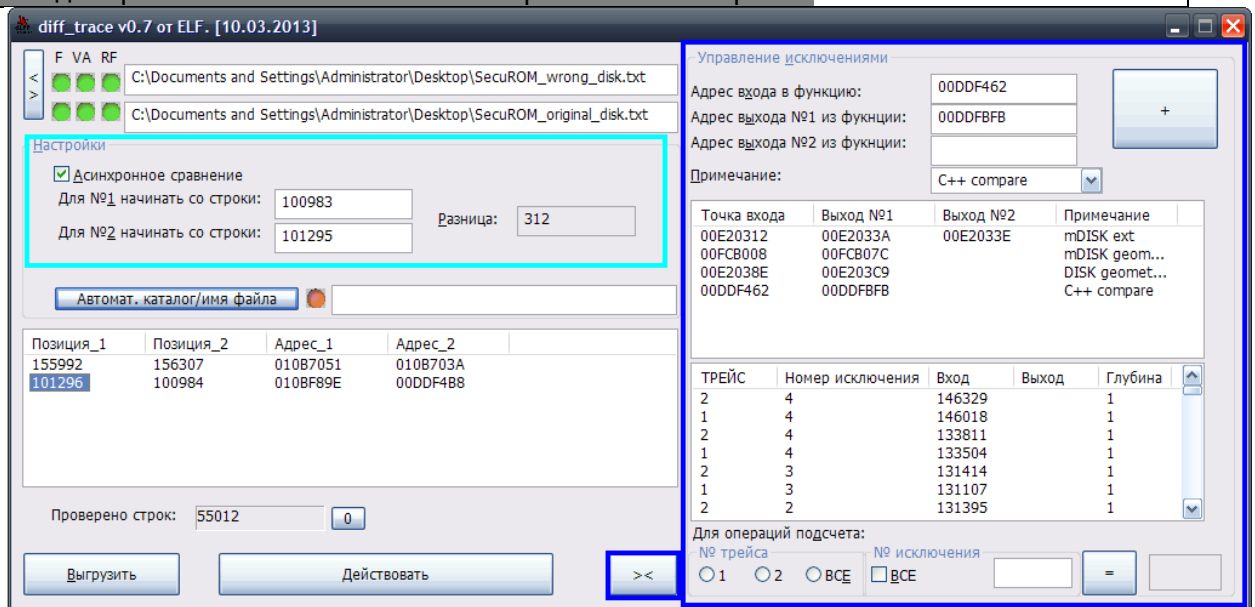 diff_trace v0.7 от ELF. [10.03.2013]
F VA RF
<
>
C:\Documents and Settings\Administrator\Desktop\SecuROM_wrong_disk.txt
C:\Documents and Settings\Administrator\Desktop\SecuROM_original_disk.txt
Настройки
Асинхронное сравнение
Для №1 начинать со строки: 100983
Для №2 начинать со строки: 101295
Разница: 312
Автомат. каталог/имя файла
Позиция_1 Позиция_2 Адрес_1 Адрес_2
155992 156307 010B7051 010B703A
101296 100984 010BF89E 00DDF4B8
Проверено строк: 55012 0
Выгрузить Действовать ><
Управление исключениями
Адрес входа в функцию: 00DDF462
Адрес выхода №1 из фукнции: 00DDFBFB
Адрес выхода №2 из фукнции:
+
Примечание: C++ compare
Точка входа Выход №1 Выход №2 Примечание
00E20312 00E2033A 00E2033E mDISK ext
00FCB008 00FCB07C mDISK geom...
00E2038E 00E203C9 DISK geomet...
00DDF462 00DDFBFB C++ compare
ТРЕЙС Номер исключения Вход Выход Глубина
2 4 146329 1
1 4 146018 1
2 4 133811 1
1 4 133504 1
2 3 131414 1
1 3 131107 1
2 2 131395 1
Для операций подсчета:
№ трейса № исключения
1 2 ВСЕ ВСЕ =